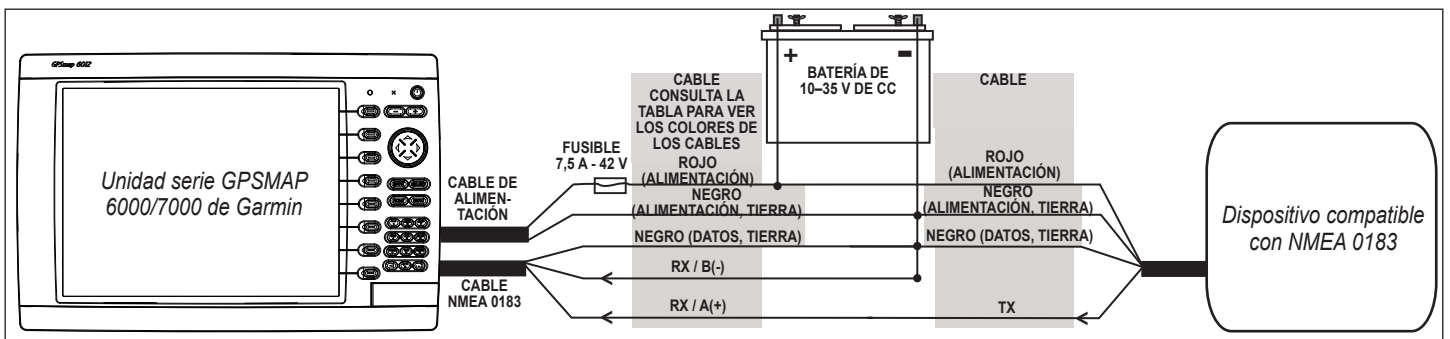 GPSmap 6012
Unidad serie GPSMAP
6000/7000 de Garmin
CABLE DE
ALIMEN-
TACIÓN
CABLE
NMEA 0183
FUSIBLE
7,5 A - 42 V
CABLE
CONSULTA LA
TABLA PARA VER
LOS COLORES DE
LOS CABLES
ROJO
(ALIMENTACIÓN)
NEGRO
(ALIMENTACIÓN, TIERRA)
NEGRO (DATOS, TIERRA)
RX / B(-)
RX / A(+)
+
-
BATERÍA DE
10–35 V DE CC
CABLE
ROJO
(ALIMENTACIÓN)
NEGRO
(ALIMENTACIÓN, TIERRA)
NEGRO (DATOS, TIERRA)
TX
Dispositivo compatible
con NMEA 0183